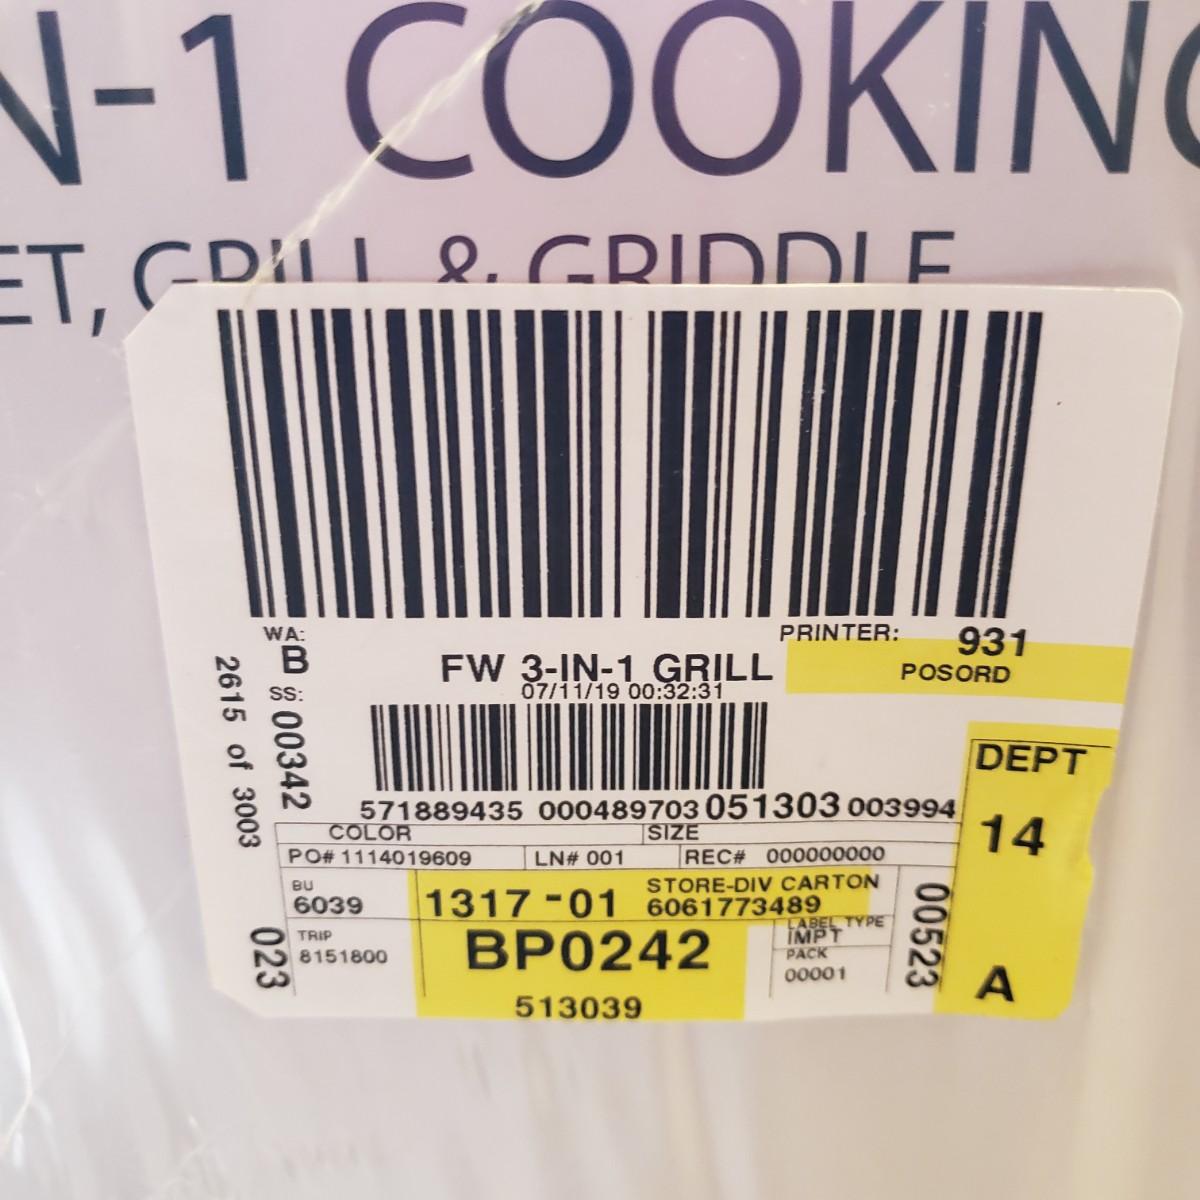 N-1 COOKING
ET, GRILL & GRIDDLE
WA:
B
SS:
00342
2615 of 3003
023
PRINTER: 931
POSORD
FW 3-IN-1 GRILL
07/11/19 00:32:31
571889435 000489703 051303 003994
COLOR SIZE
PO# 1114019609 LN# 001 REC# 000000000
BU
6039
1317-01
STORE-DIV CARTON
6061773489
TRIP
8151800
BP0242
LABEL TYPE
IMPT
PACK
00001
513039
00523
DEPT
14
A